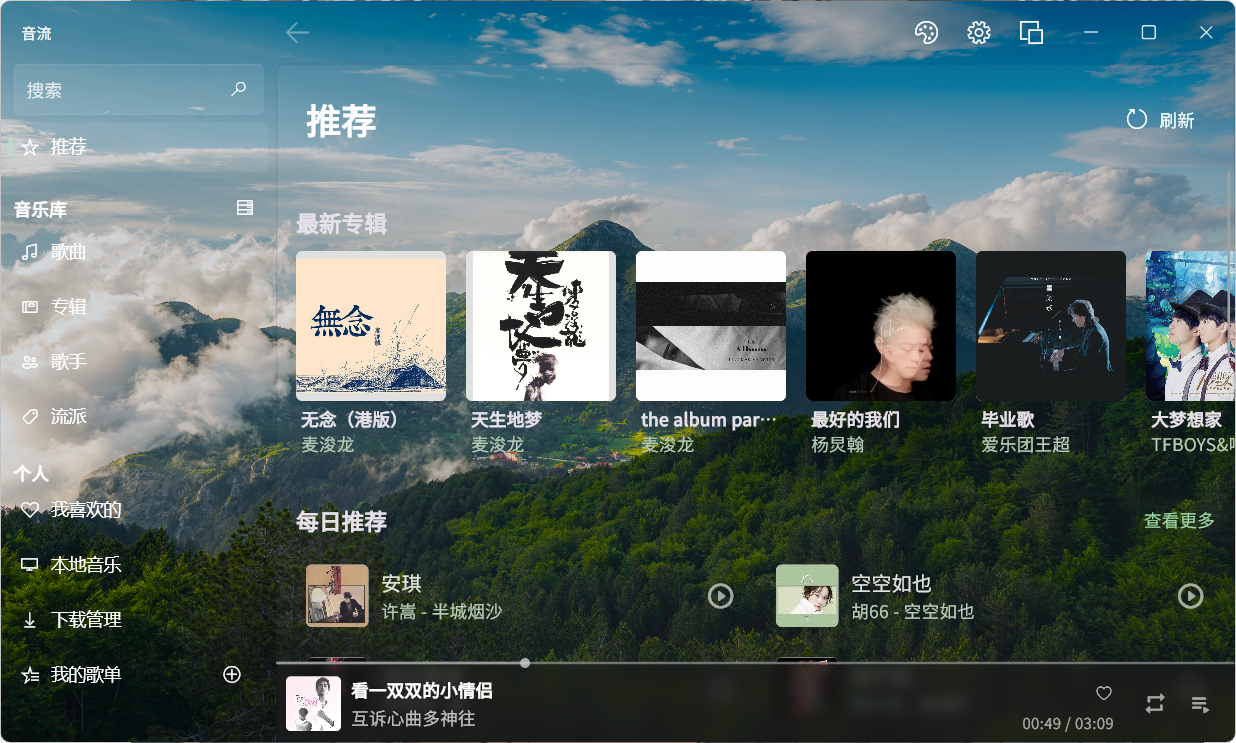 音流
搜索
推荐
音乐库
歌曲
专辑
歌手
流派
个人
我喜欢的
本地音乐
下载管理
我的歌单
推荐
刷新
最新专辑
無念
无念（港版）
麦浚龙
天生地梦
麦浚龙
the album par…
麦浚龙
最好的我们
杨炅翰
毕业歌
爱乐团王超
大梦想家
TFBOYS&
每日推荐
查看更多
安琪
许嵩 - 半城烟沙
空空如也
胡66 - 空空如也
看一双双的小情侣
互诉心曲多神往
00:49 / 03:09